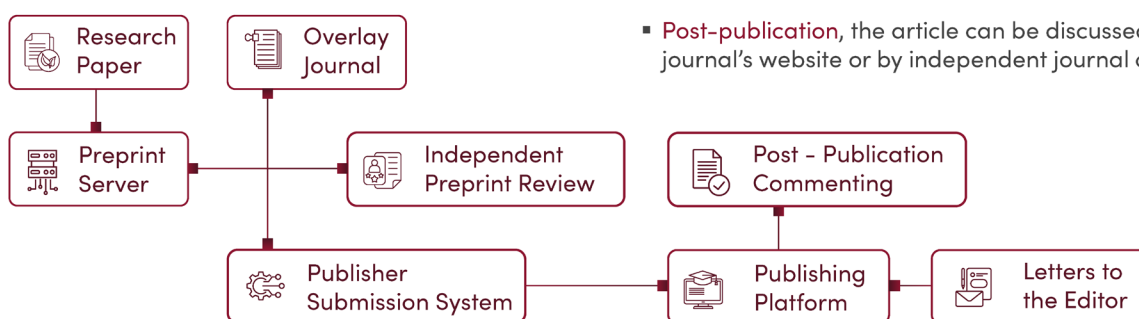 Research
Paper
Overlay
Journal
▪ Post-publication, the article can be discussed
journal's website or by independent journal
Preprint
Server
Independent
Preprint Review
Post - Publication
Commenting
Publisher
Submission System
Publishing
Platform
Letters to
the Editor